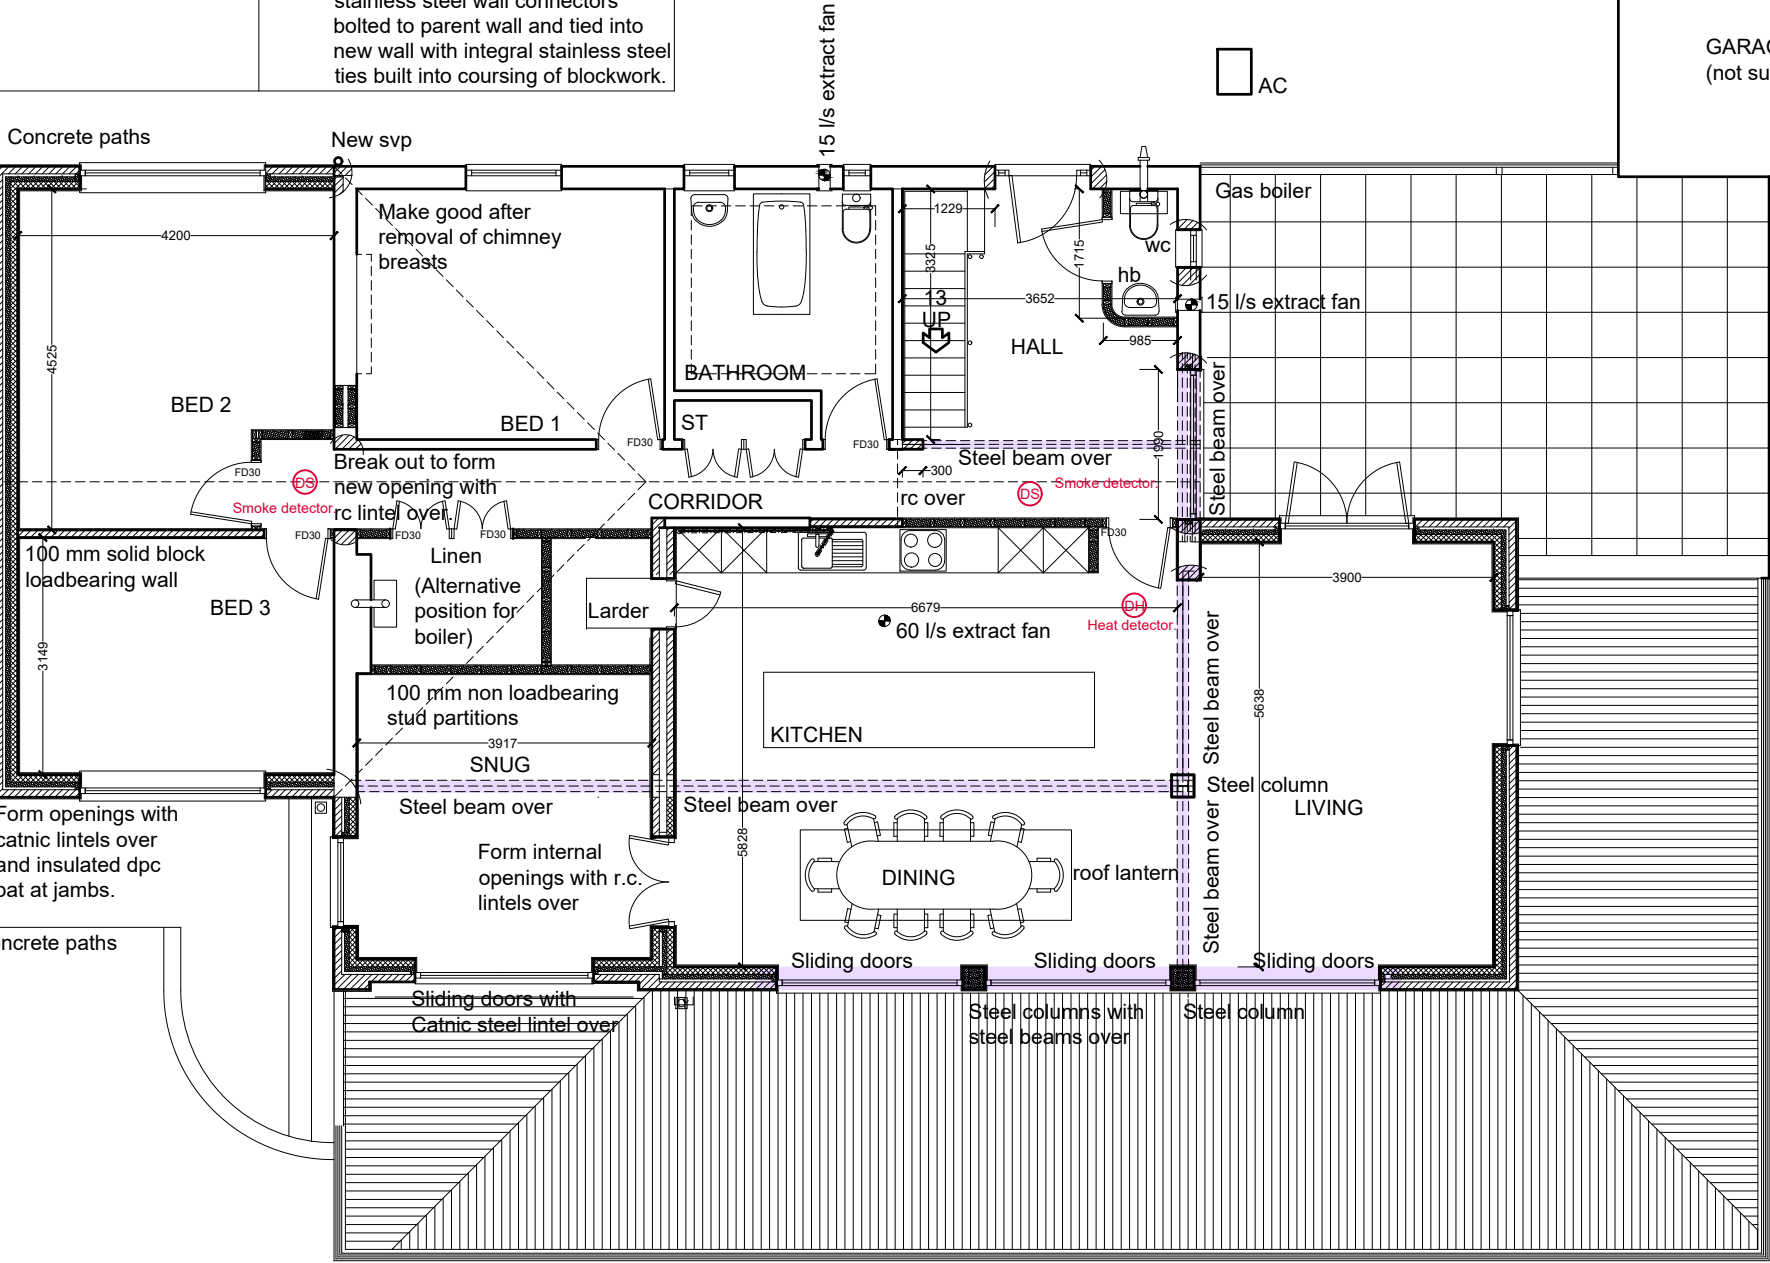 stainless steel wall connectors
bolted to parent wall and tied into
new wall with integral stainless steel
ties built into coursing of blockwork.
15 l/s extract fan
AC
GARAG
(not su
Concrete paths
New svp
Gas boiler
Make good after
removal of chimney
breasts
4200
1229
3325
1715
wc
hb
13
UP
3652
15 l/s extract fan
985
HALL
4525
BED 2
BED 1
BATHROOM
ST
FD30
FD30
FD30
Steel beam over
Steel beam over
1990
300
rc over
DS
Smoke detector.
DS
Smoke detector.
Break out to form
new opening with
rc lintel over.
CORRIDOR
FD30
FD30
FD30
FD30
100 mm solid block
loadbearing wall
BED 3
3149
Linen
(Alternative
position for
boiler)
Larder
6679
60 l/s extract fan
DH
Heat detector.
3900
5638
Steel beam over
100 mm non loadbearing
stud partitions
3917
SNUG
KITCHEN
Steel beam over
Steel beam over
Steel column
LIVING
Form openings with
catnic lintels over
and insulated dpc
bat at jambs.
Form internal
openings with r.c.
lintels over
5828
DINING
roof lantern
Steel beam over
oncrete paths
Sliding doors
Sliding doors
Sliding doors
Sliding doors with
Catnic steel lintel over
Steel columns with
steel beams over
Steel column